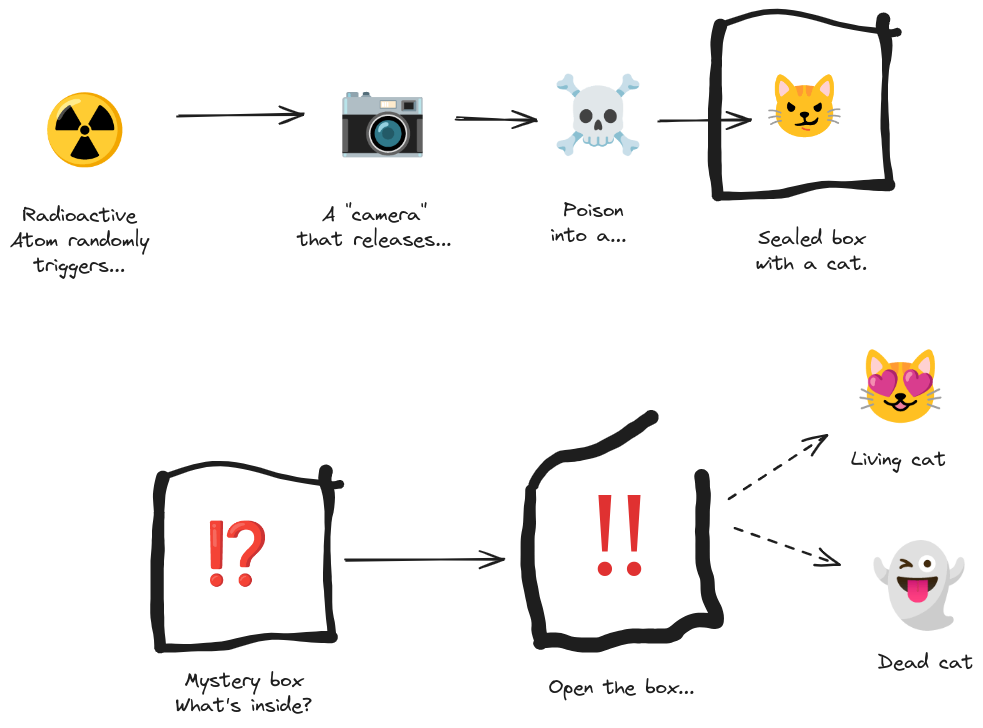 Radioactive
Atom randomly
triggers...
A "camera"
that releases...
Poison
into a...
Sealed box
with a cat.
Living cat
Dead cat
Mystery box
What's inside?
Open the box...